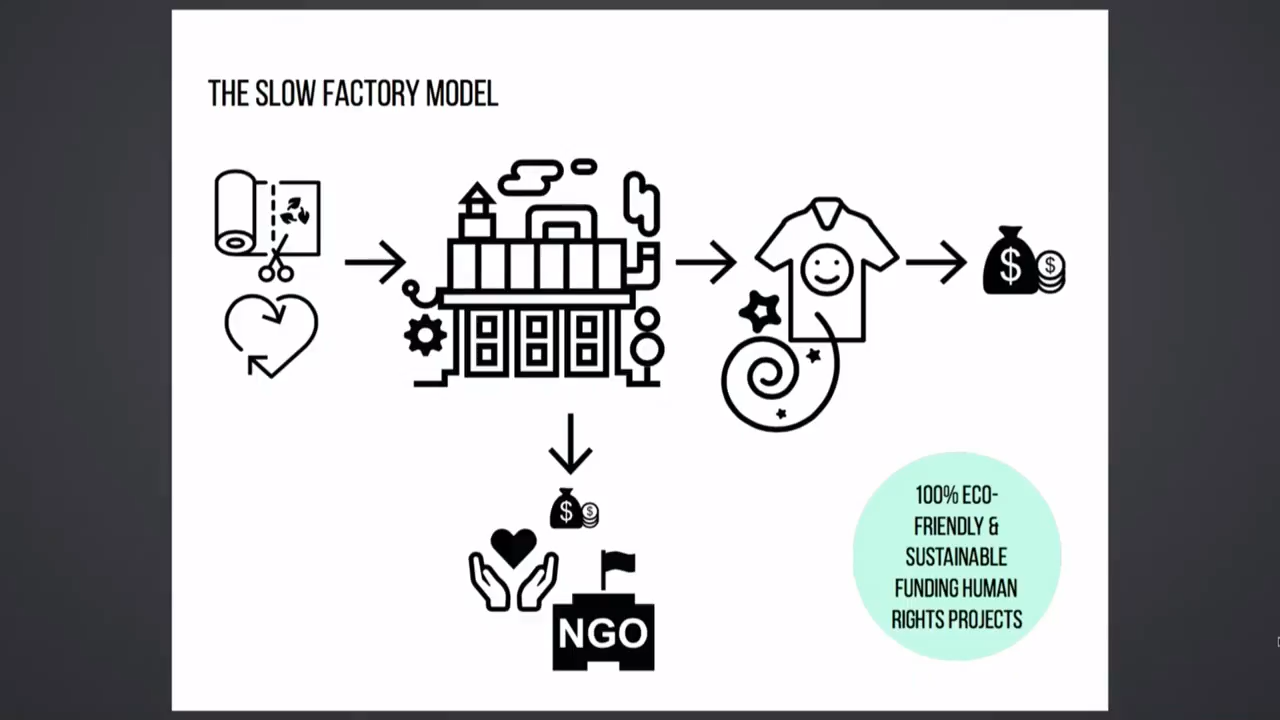 THE SLOW FACTORY MODEL
$ $
$ $
NGO
100% ECO-
FRIENDLY &
SUSTAINABLE
FUNDING HUMAN
RIGHTS PROJECTS